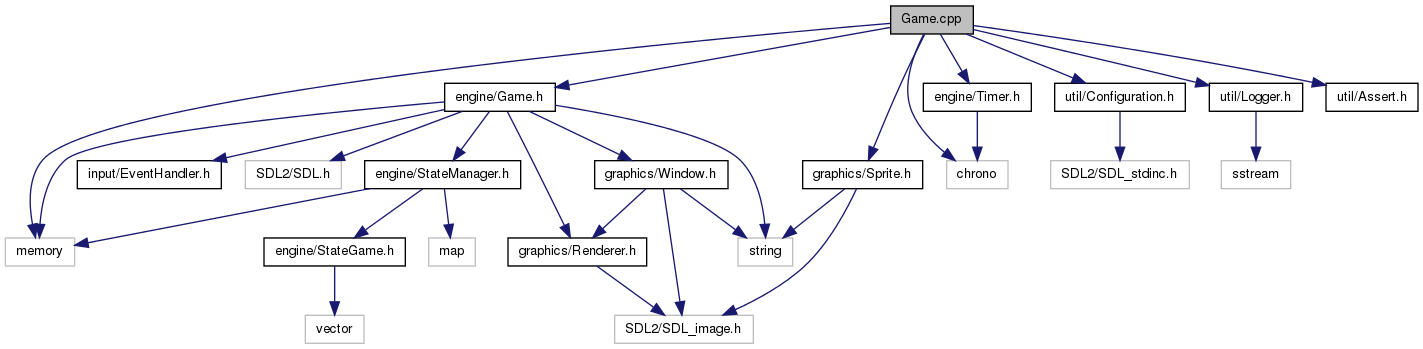 Game.cpp
engine/Game.h
engine/Timer.h
util/Configuration.h
util/Logger.h
util/Assert.h
input/EventHandler.h
SDL2/SDL.h
engine/StateManager.h
graphics/Window.h
graphics/Sprite.h
chrono
SDL2/SDL_stdinc.h
sstream
memory
engine/StateGame.h
map
graphics/Renderer.h
string
vector
SDL2/SDL_image.h